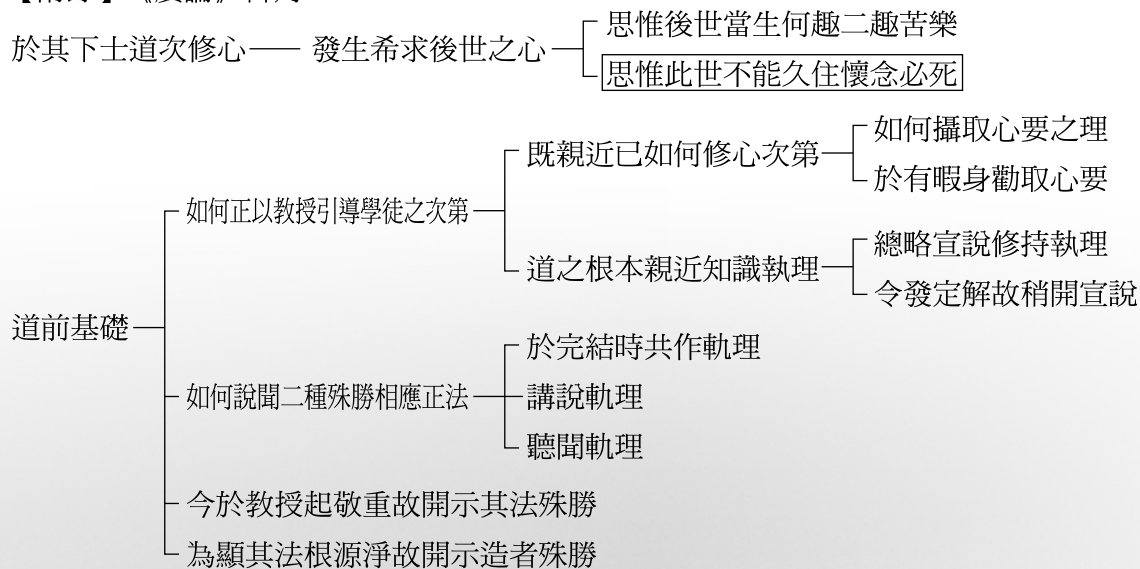 於其下士道次修心
發生希求後世之心
思惟後世當生何趣二趣苦樂
思惟此世不能久住懷念必死
道前基礎
如何正以教授引導學徒之次第
既親近已如何修心次第
如何攝取心要之理
於有暇身勸取心要
道之根本親近知識執理
總略宣說修持執理
令發定解故稍開宣說
如何說聞二種殊勝相應正法
於完結時共作軌理
講說軌理
聽聞軌理
今於教授起敬重故開示其法殊勝
為顯其法根源淨故開示造者殊勝